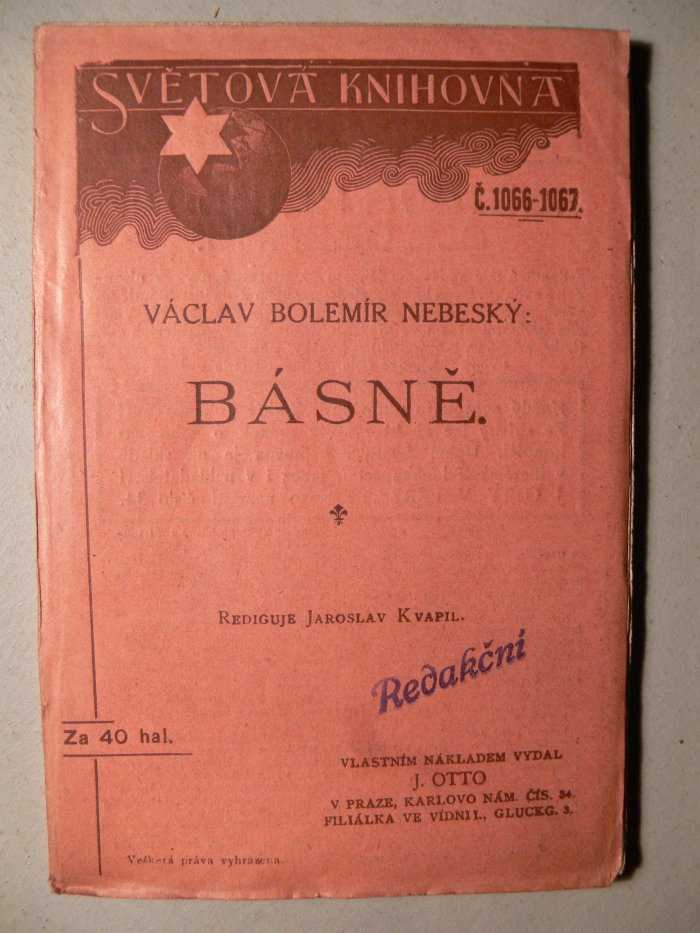 SVĚTOVÁ KNIHOVNA
Č. 1066-1067.
VÁCLAV BOLEMÍR NEBESKÝ:
BÁSNĚ.
REDIGUJE JAROSLAV KVAPIL.
Redakční
Za 40 hal.
VLASTNÍM NÁKLADEM VYDAL
J. OTTO
V PRAZE, KARLOVO NÁM. ČÍS. 34.
FILIÁLKA VE VÍDNI I., GLUCKG. 3.
Veškerá práva vyhrazena.